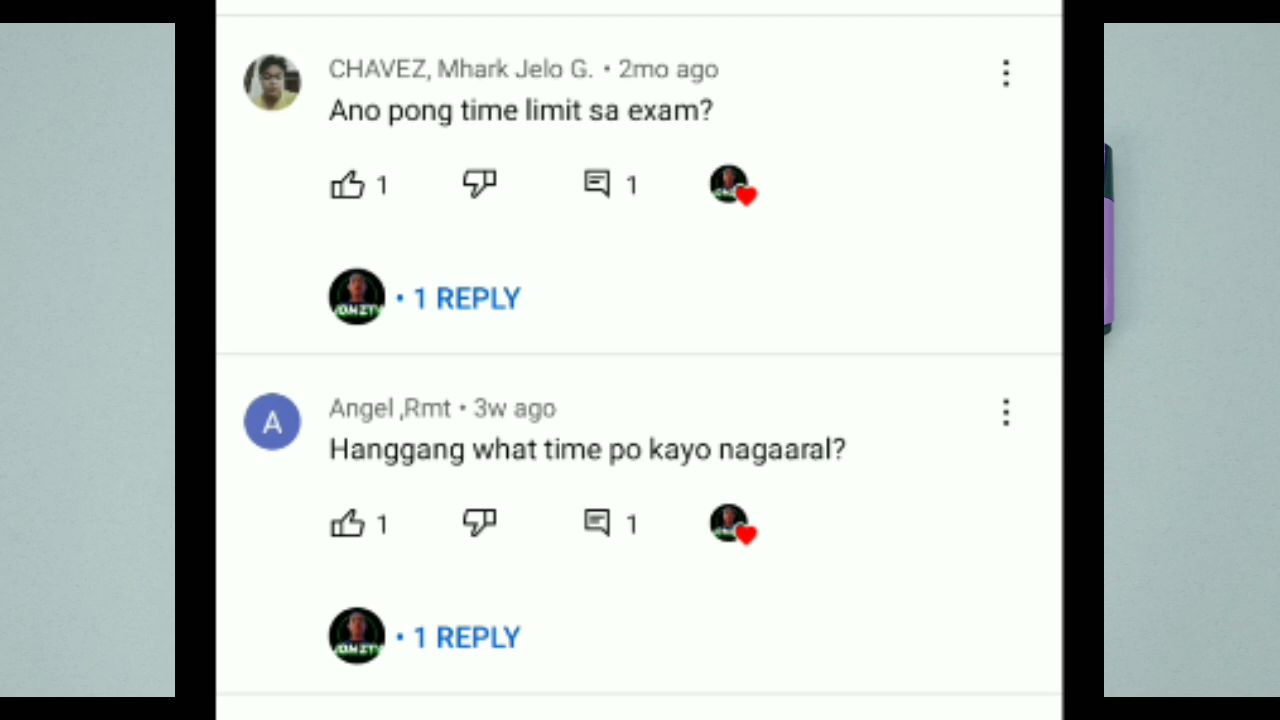 CHAVEZ, Mhark Jelo G. • 2mo ago
Ano pong time limit sa exam?
1 1
• 1 REPLY
A
Angel ,Rmt • 3w ago
Hanggang what time po kayo nagaaral?
1 1
• 1 REPLY